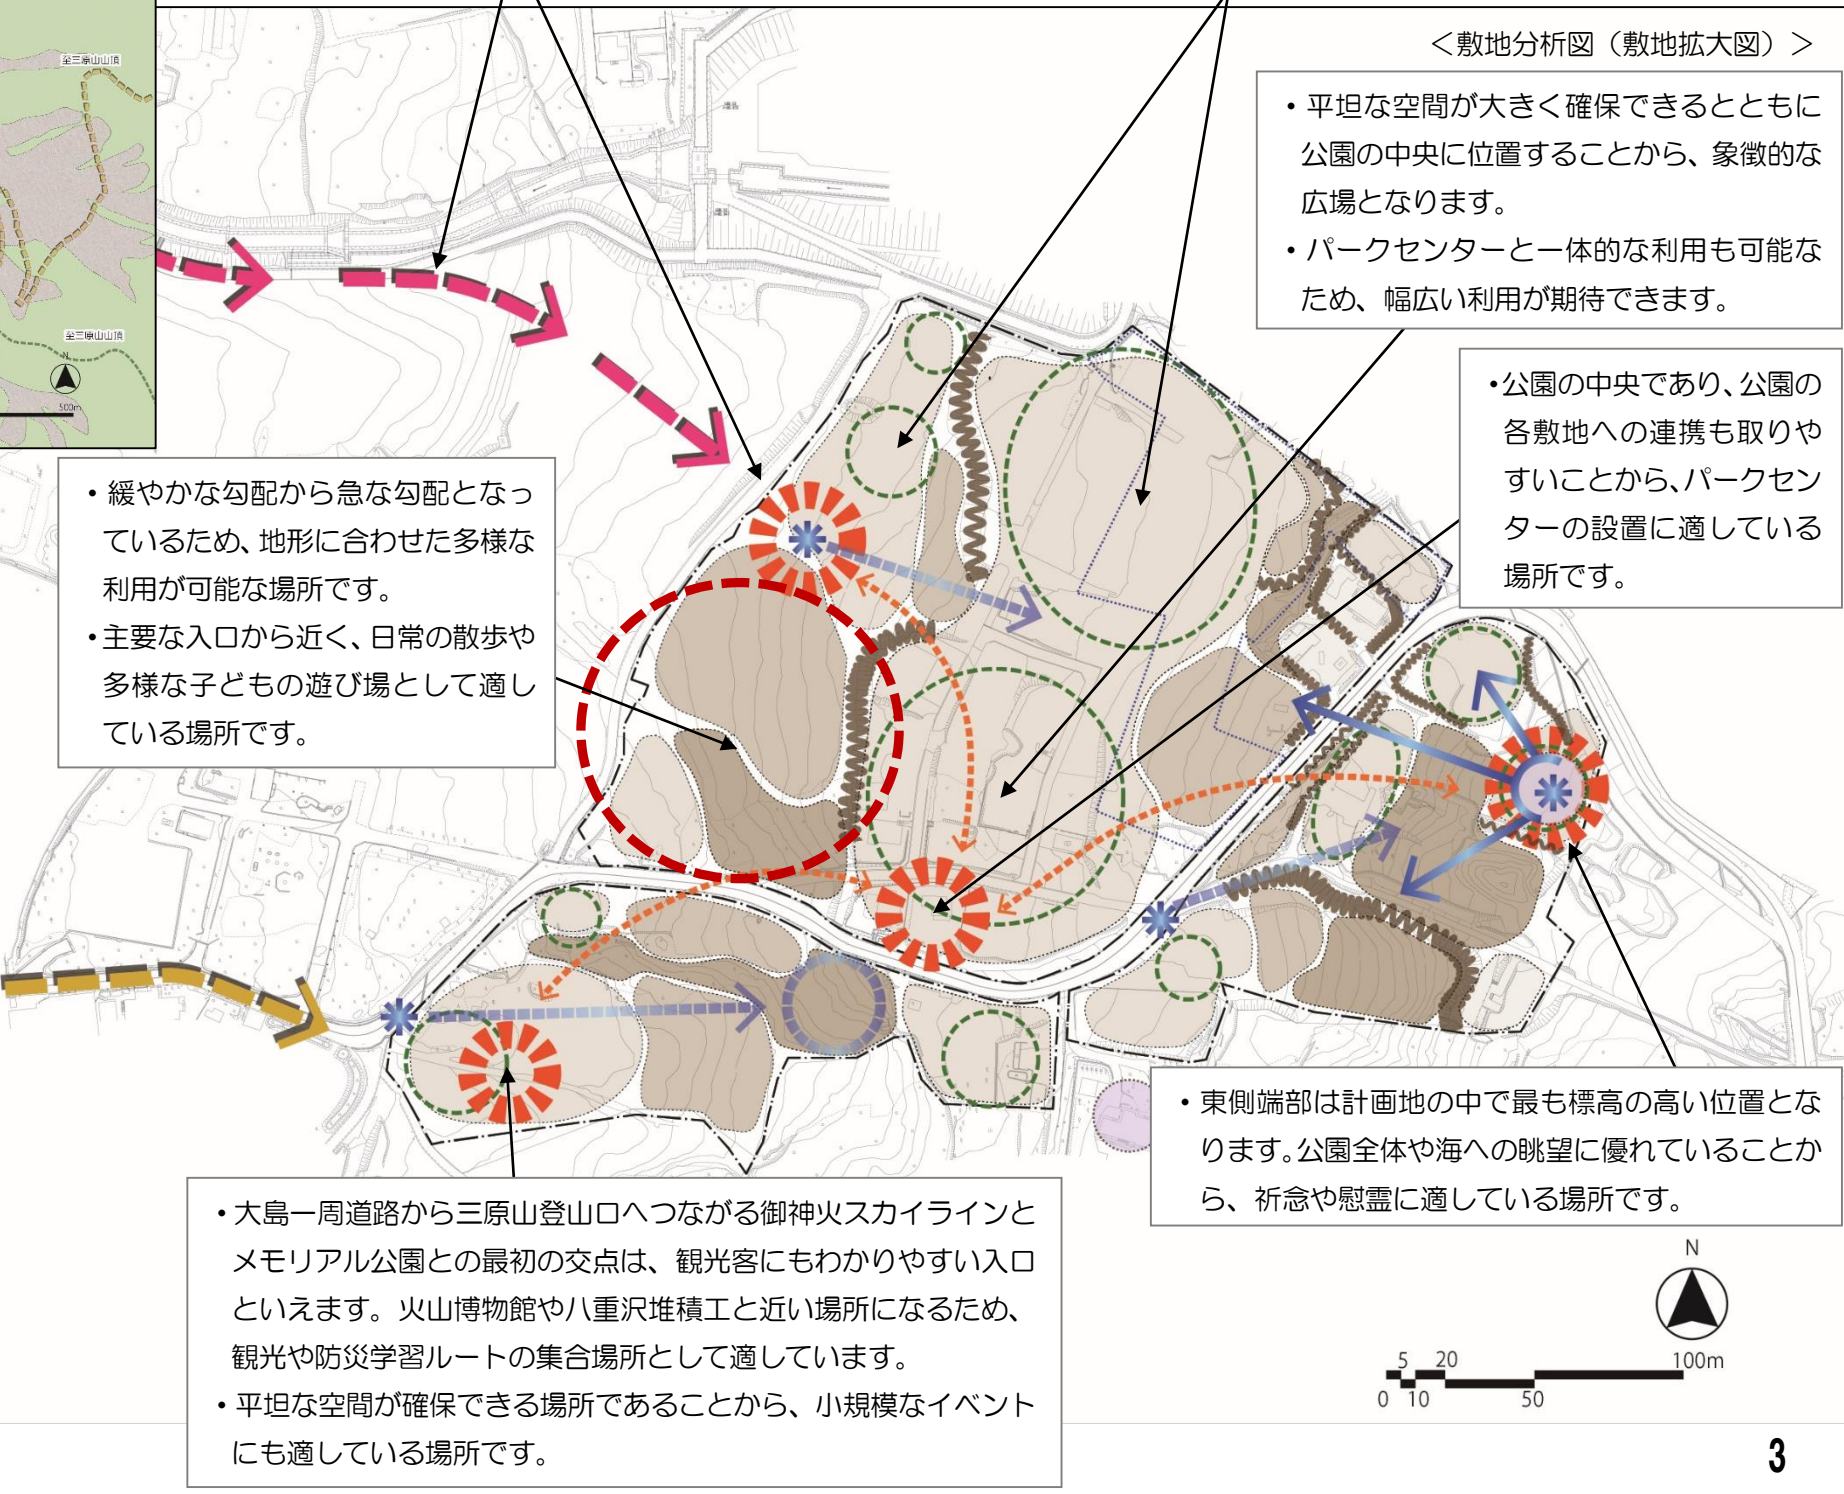 至三原山山頂
至三原山山頂
N
500m
＜敷地分析図（敷地拡大図）＞
・平坦な空間が大きく確保できるとともに
公園の中央に位置することから、象徴的な
広場となります。
・パークセンターと一体的な利用も可能な
ため、幅広い利用が期待できます。
・公園の中央であり、公園の
各敷地への連携も取りや
すいことから、パークセン
ターの設置に適している
場所です。
・緩やかな勾配から急な勾配となっ
ているため、地形に合わせた多様な
利用が可能な場所です。
・主要な入口から近く、日常の散歩や
多様な子どもの遊び場として適し
ている場所です。
・東側端部は計画地の中で最も標高の高い位置とな
ります。公園全体や海への眺望に優れていることか
ら、祈念や慰霊に適している場所です。
・大島一周道路から三原山登山口へつながる御神火スカイラインと
メモリアル公園との最初の交点は、観光客にもわかりやすい入口
といえます。火山博物館や八重沢堆積工と近い場所になるため、
観光や防災学習ルートの集合場所として適しています。
・平坦な空間が確保できる場所であることから、小規模なイベント
にも適している場所です。
N
5 20 100m
0 10 50
3